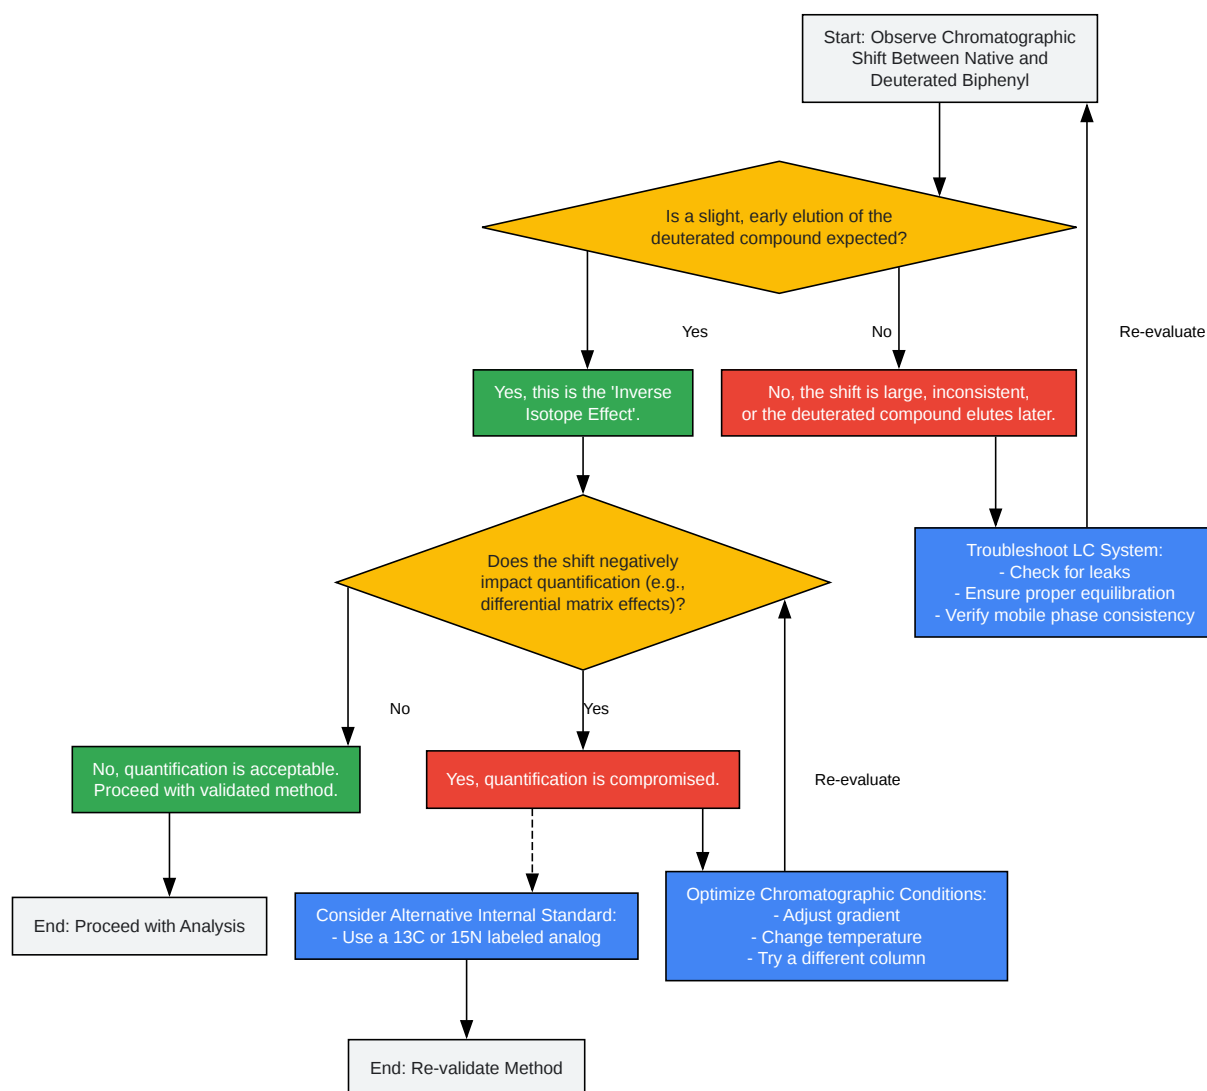 Start: Observe Chromatographic
Shift Between Native and
Deuterated Biphenyl
Is a slight, early elution of the
deuterated compound expected?
Yes
No
Re-evaluate
Yes, this is the 'Inverse
Isotope Effect'.
No, the shift is large, inconsistent,
or the deuterated compound elutes later.
Troubleshoot LC System:
- Check for leaks
- Ensure proper equilibration
- Verify mobile phase consistency
Does the shift negatively
impact quantification (e.g.,
differential matrix effects)?
No
Yes
No, quantification is acceptable.
Proceed with validated method.
Yes, quantification is compromised.
Re-evaluate
End: Proceed with Analysis
Consider Alternative Internal Standard:
- Use a 13C or 15N labeled analog
Optimize Chromatographic Conditions:
- Adjust gradient
- Change temperature
- Try a different column
End: Re-validate Method